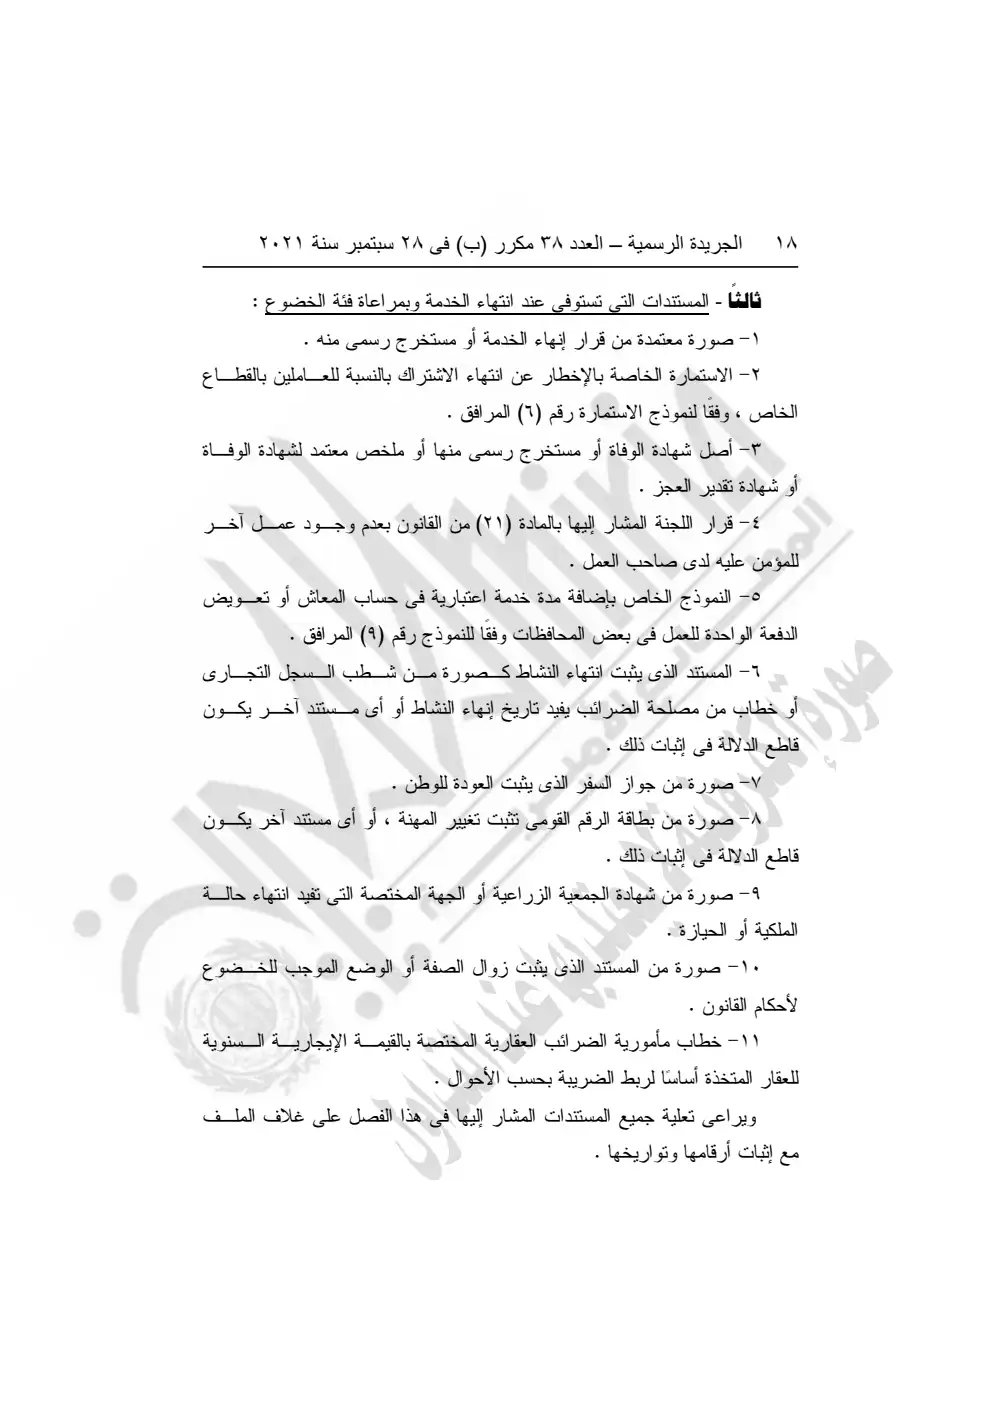 ١٨ الجريدة الرسمية – العدد ٣٨ مكرر (ب) فى ٢٨ سبتمبر سنة ٢٠٢١
ثالثًا - المستندات التى تستوفى عند انتهاء الخدمة وبمراعاة فئة الخضوع :
١- صورة معتمدة من قرار إنهاء الخدمة أو مستخرج رسمى منه .
٢- الاستمارة الخاصة بالإخطار عن انتهاء الاشتراك بالنسبة للعاملين بالقطاع
الخاص ، وفقًا لنموذج الاستمارة رقم (٦) المرافق .
٣- أصل شهادة الوفاة أو مستخرج رسمى منها أو ملخص معتمد لشهادة الوفاة
أو شهادة تقدير العجز .
٤- قرار اللجنة المشار إليها بالمادة (٢١) من القانون بعدم وجود عمل آخر
للمؤمن عليه لدى صاحب العمل .
٥- النموذج الخاص بإضافة مدة خدمة اعتبارية فى حساب المعاش أو تعويض
الدفعة الواحدة للعمل فى بعض المحافظات وفقًا للنموذج رقم (٩) المرافق .
٦- المستند الذى يثبت انتهاء النشاط كصورة من شطب السجل التجارى
أو خطاب من مصلحة الضرائب يفيد تاريخ إنهاء النشاط أو أى مستند آخر يكون
قاطع الدلالة فى إثبات ذلك .
٧- صورة من جواز السفر الذى يثبت العودة للوطن .
٨- صورة من بطاقة الرقم القومى تثبت تغيير المهنة ، أو أى مستند آخر يكون
قاطع الدلالة فى إثبات ذلك .
٩- صورة من شهادة الجمعية الزراعية أو الجهة المختصة التى تفيد انتهاء حالة
الملكية أو الحيازة .
١٠- صورة من المستند الذى يثبت زوال الصفة أو الوضع الموجب للخضوع
لأحكام القانون .
١١- خطاب مأمورية الضرائب العقارية المختصة بالقيمة الإيجارية السنوية
للعقار المتخذة أساسًا لربط الضريبة بحسب الأحوال .
ويراعى تعلية جميع المستندات المشار إليها فى هذا الفصل على غلاف الملف
مع إثبات أرقامها وتواريخها .